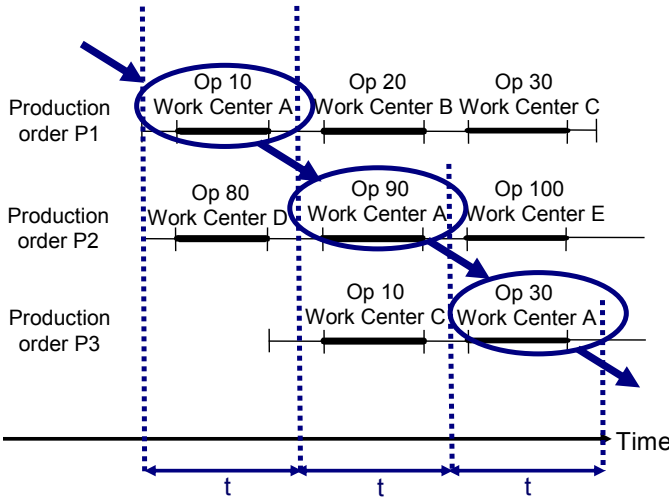 Op 10
Work Center A
Op 20
Work Center B
Op 30
Work Center C
Production
order P1
Op 80
Work Center D
Op 90
Work Center A
Op 100
Work Center E
Production
order P2
Op 10
Work Center C
Op 30
Work Center A
Production
order P3
Time
t
t
t